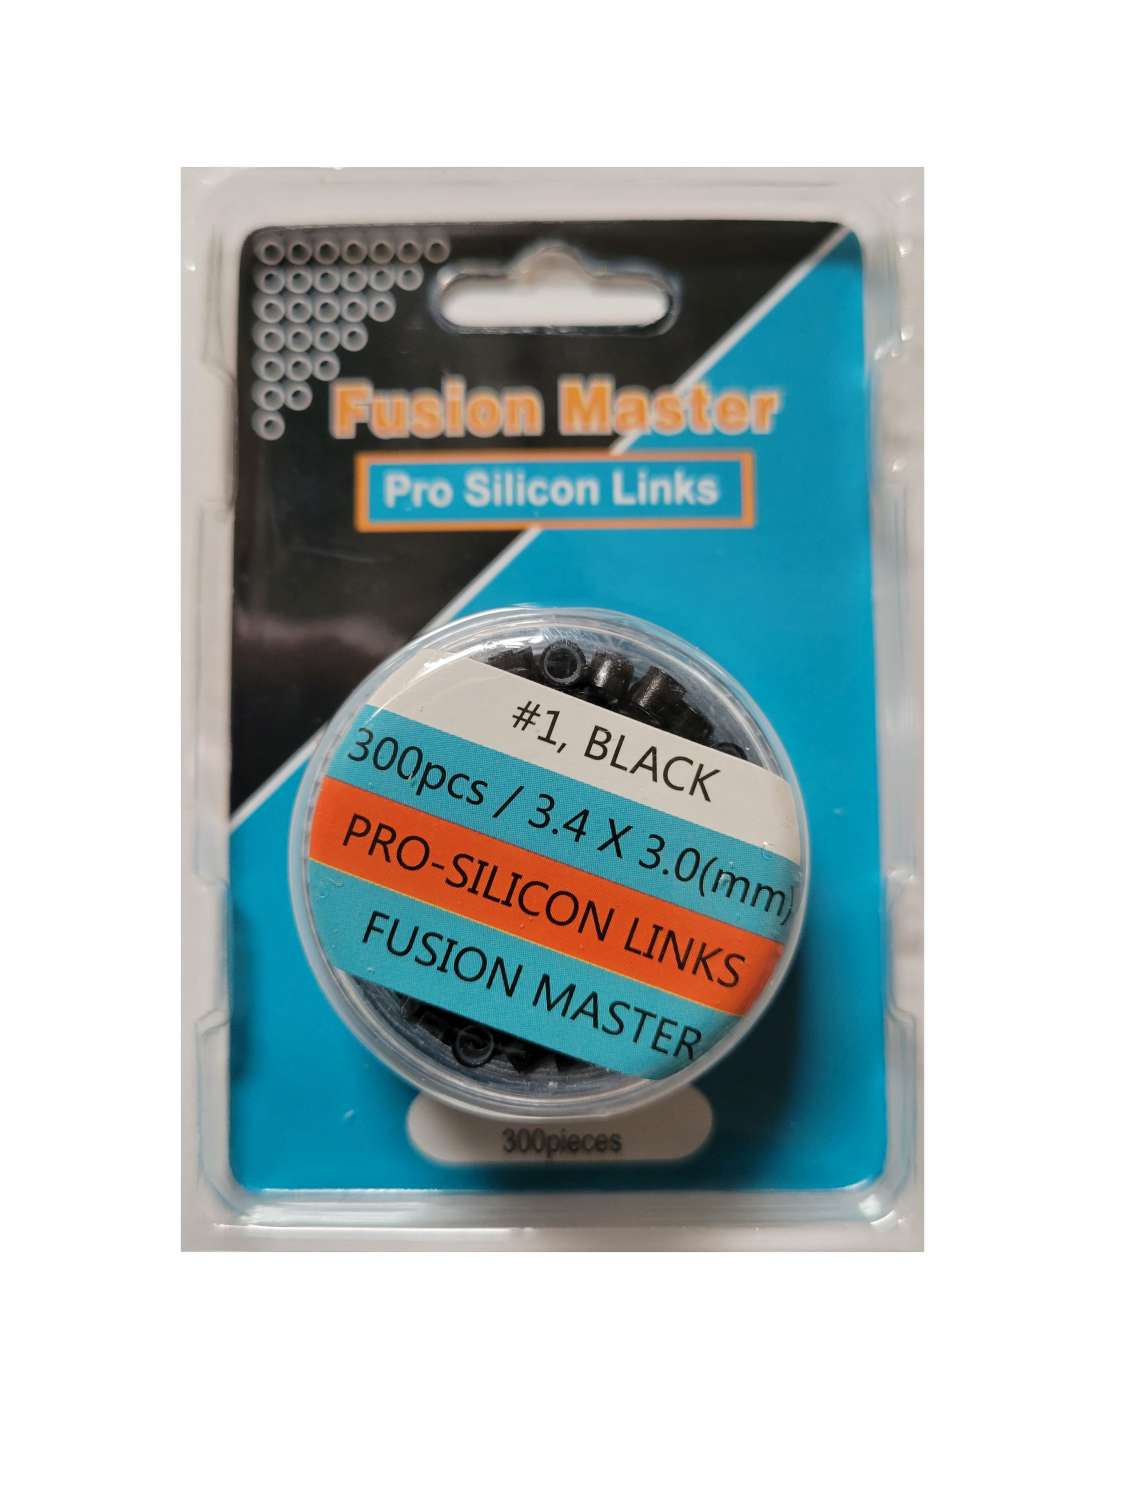 Fusion Master
Pro Silicon Links
#1, BLACK
300pcs / 3.4 X 3.0(mm)
PRO-SILICON LINKS
FUSION MASTER
300pieces